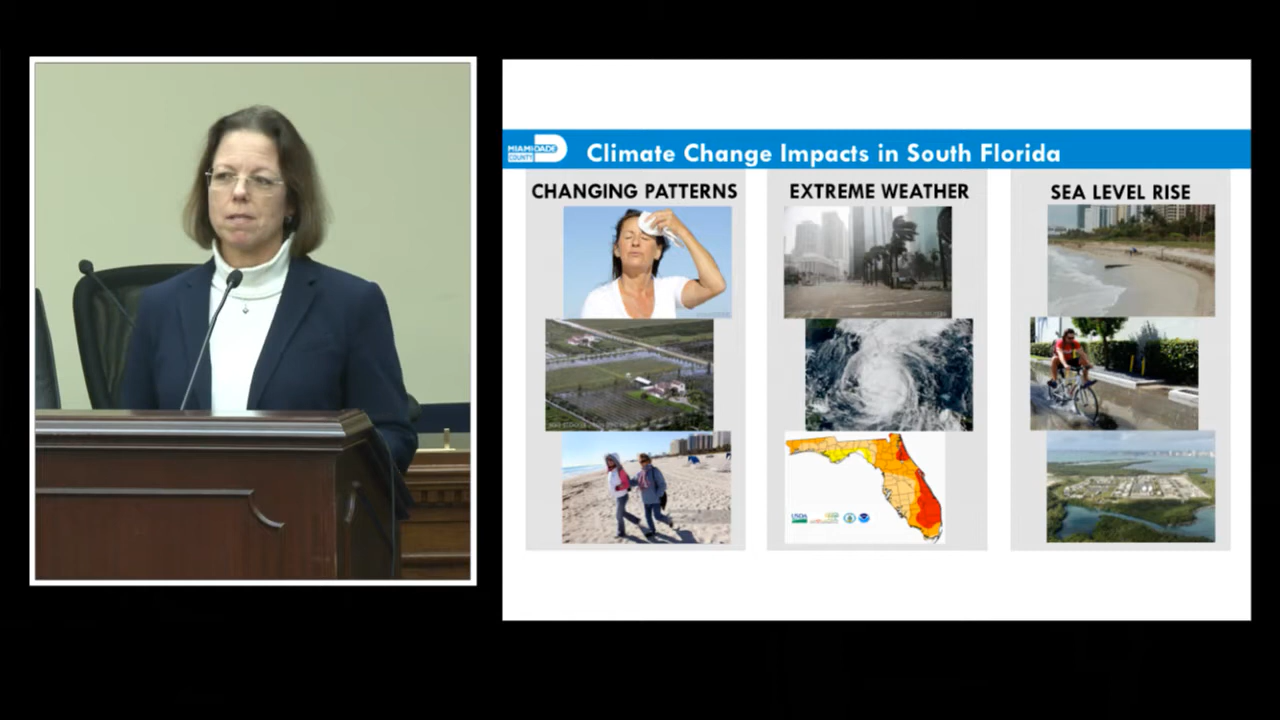 MIAMI-DADE
COUNTY
Climate Change Impacts in South Florida
CHANGING PATTERNS
EXTREME WEATHER
SEA LEVEL RISE
USDA